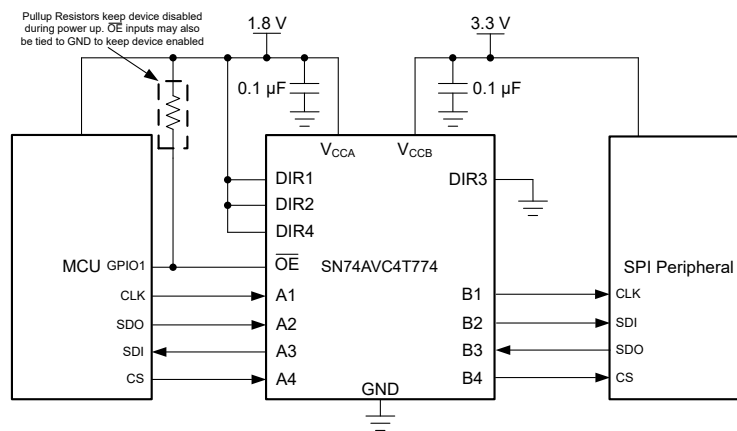 Pullup Resistors keep device disabled
during power up. OE inputs may also
be tied to GND to keep device enabled
1.8 V
3.3 V
0.1 µF
0.1 µF
VCCA
VCCB
DIR1
DIR2
DIR4
DIR3
MCU
GPIO1
OE
SN74AVC4T774
SPI Peripheral
CLK
A1
B1
CLK
SDO
A2
B2
SDI
SDI
A3
B3
SDO
CS
A4
B4
CS
GND